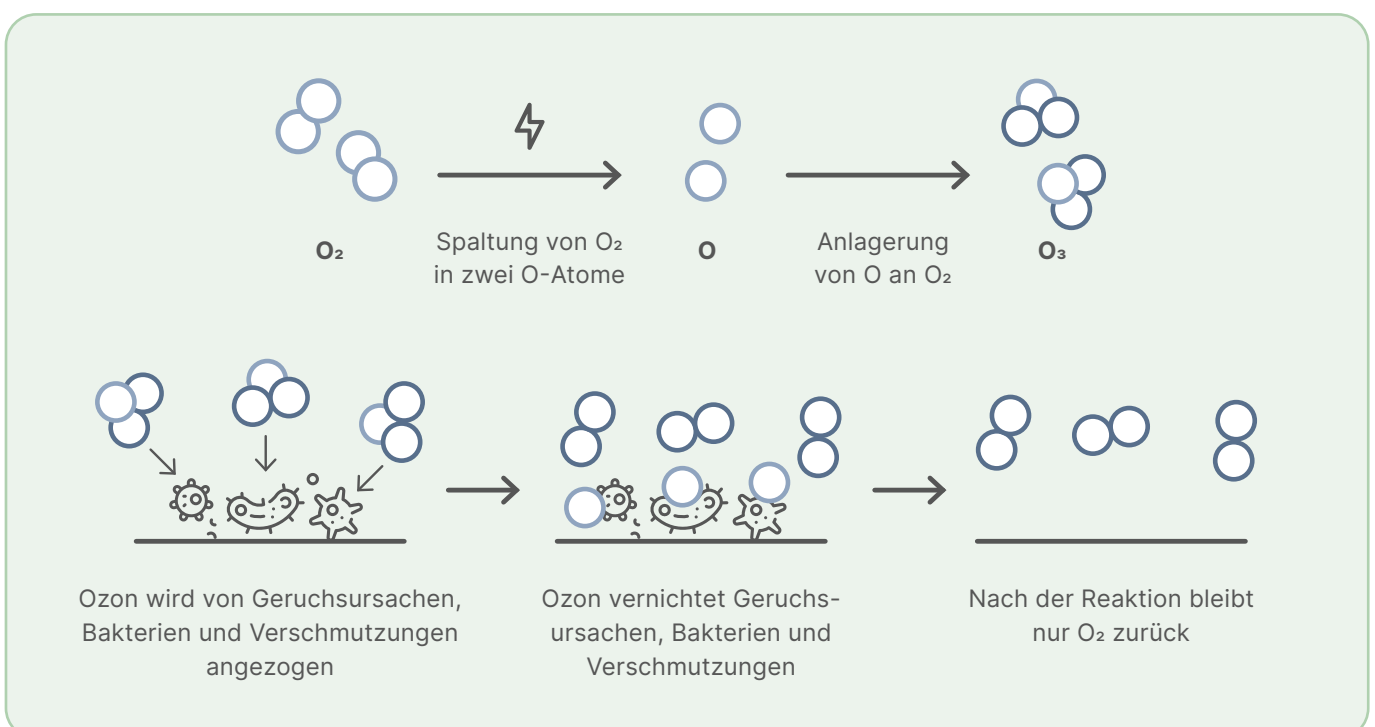 O₂
Spaltung von O₂
in zwei O-Atome
O
Anlagerung
von O an O₂
O₃
Ozon wird von Geruchsursachen,
Bakterien und Verschmutzungen
angezogen
Ozon vernichtet Geruchs-
ursachen, Bakterien und
Verschmutzungen
Nach der Reaktion bleibt
nur O₂ zurück